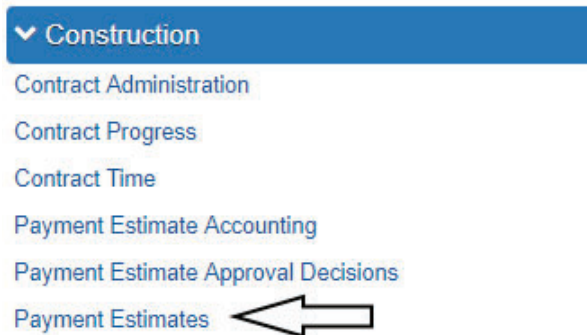 Construction
Contract Administration
Contract Progress
Contract Time
Payment Estimate Accounting
Payment Estimate Approval Decisions
Payment Estimates